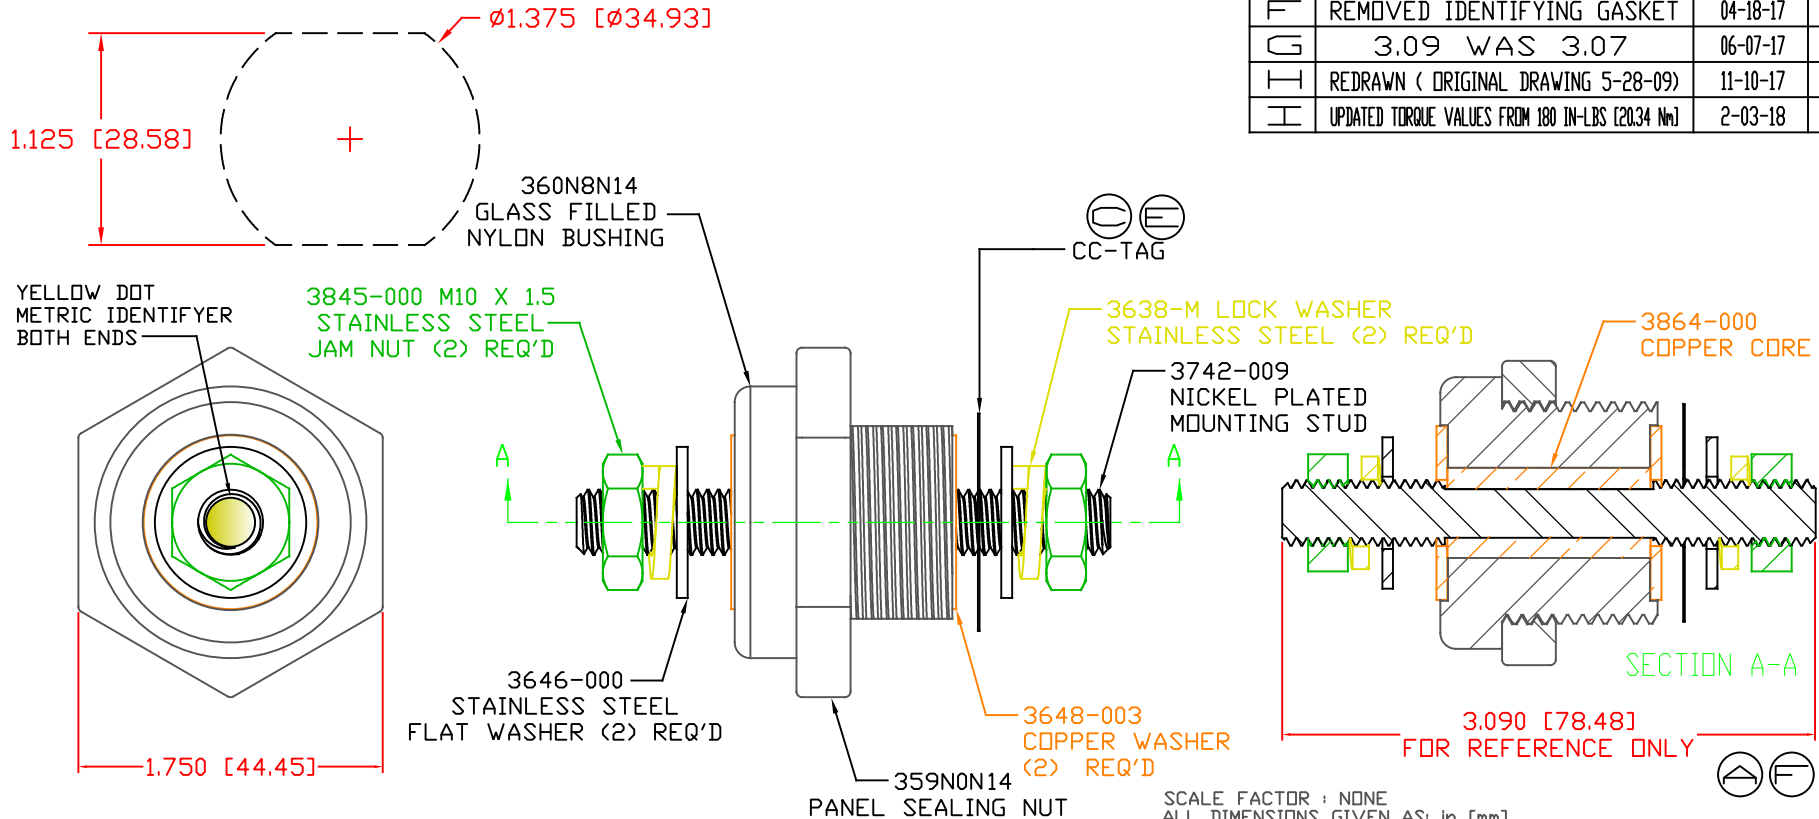 Ø1.375 [Ø34.93]
1.125 [28.58]
F REMOVED IDENTIFYING GASKET 04-18-17
G 3.09 WAS 3.07 06-07-17
H REDRAWN ( ORIGINAL DRAWING 5-28-09) 11-10-17
I UPDATED TORQUE VALUES FROM 180 IN-LBS [20.34 Nm] 2-03-18
360N8N14
GLASS FILLED
NYLON BUSHING
C E
CC-TAG
YELLOW DOT
METRIC IDENTIFYER
BOTH ENDS
3845-000 M10 X 1.5
STAINLESS STEEL
JAM NUT (2) REQ'D
3638-M LOCK WASHER
STAINLESS STEEL (2) REQ'D
3864-000
COPPER CORE
3742-009
NICKEL PLATED
MOUNTING STUD
A A
3646-000
STAINLESS STEEL
FLAT WASHER (2) REQ'D
SECTION A-A
3648-003
COPPER WASHER
(2) REQ'D
3.090 [78.48]
FOR REFERENCE ONLY
A F
1.750 [44.45]
359N0N14
PANEL SEALING NUT
SCALE FACTOR : NONE
ALL DIMENSIONS GIVEN AS: in [mm]